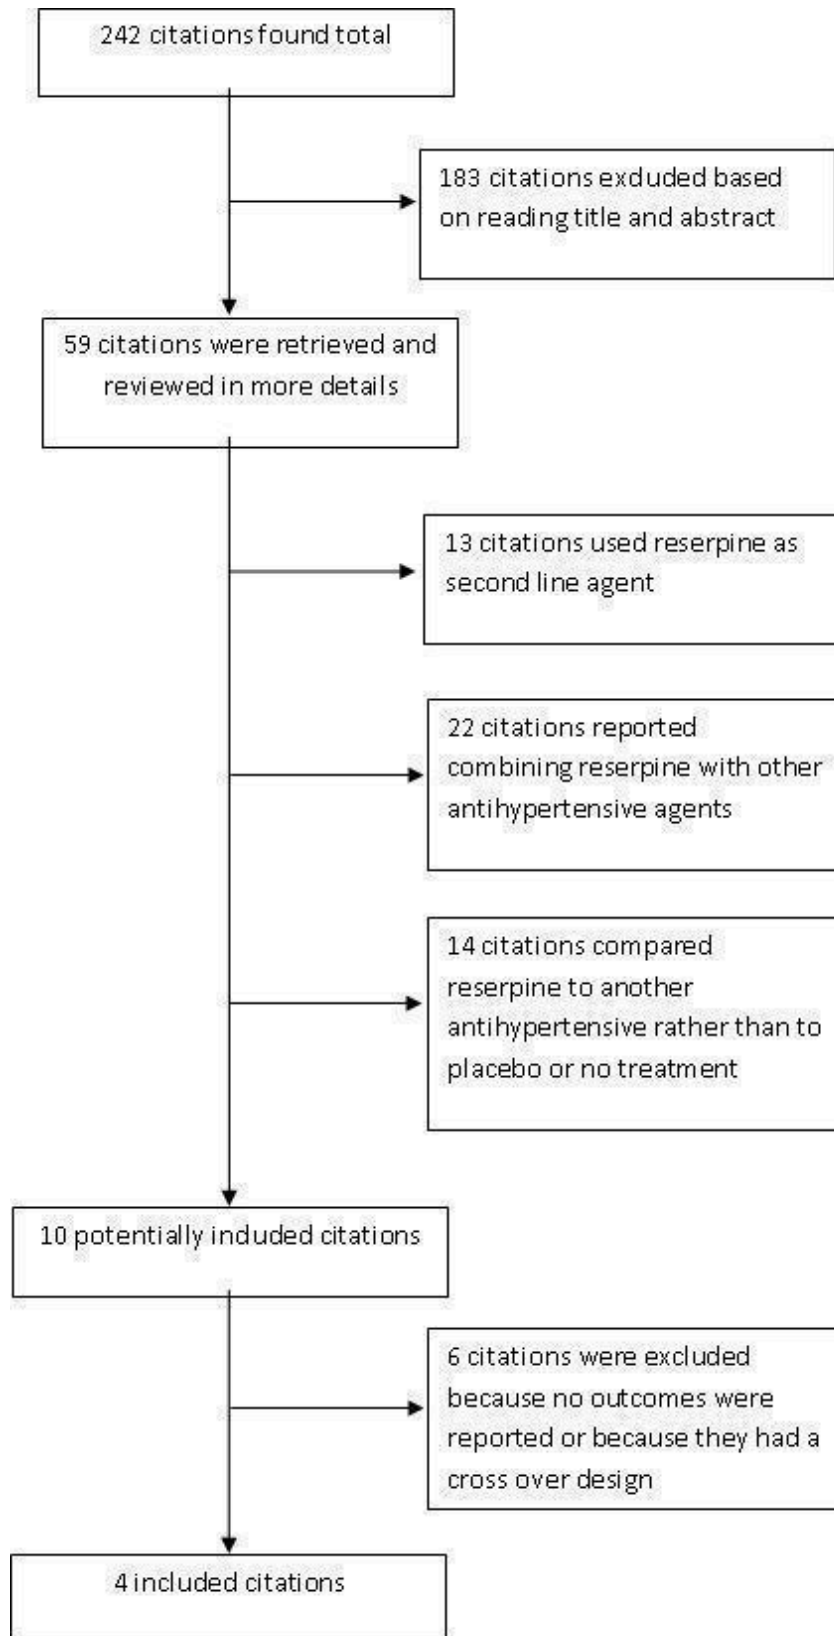 242 citations found total
183 citations excluded based
on reading title and abstract
59 citations were retrieved and
reviewed in more details
13 citations used reserpine as
second line agent
22 citations reported
combining reserpine with other
antihypertensive agents
14 citations compared
reserpine to another
antihypertensive rather than to
placebo or no treatment
10 potentially included citations
6 citations were excluded
because no outcomes were
reported or because they had a
cross over design
4 included citations